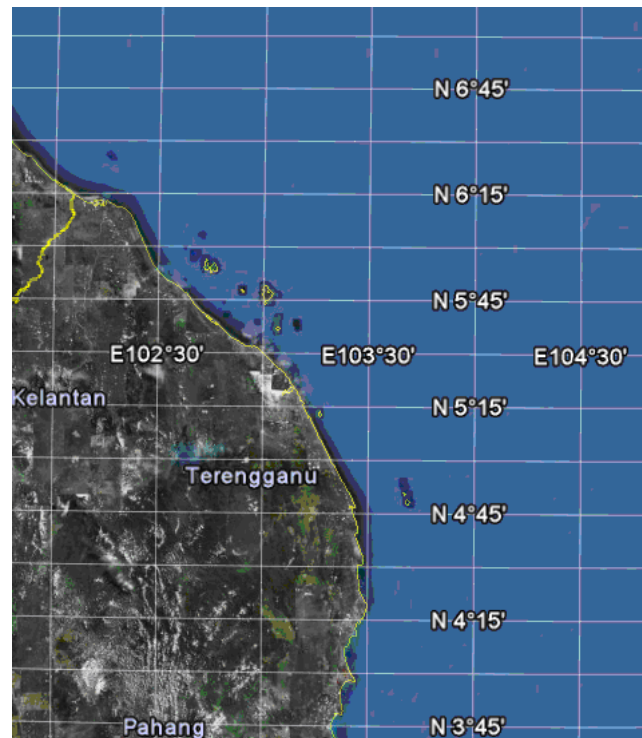 N 6°45'
N 6°15'
N 5°45'
E102°30' E103°30' E104°30'
Kelantan
N 5°15'
Terengganu
N 4°45'
N 4°15'
Pahang
N 3°45'